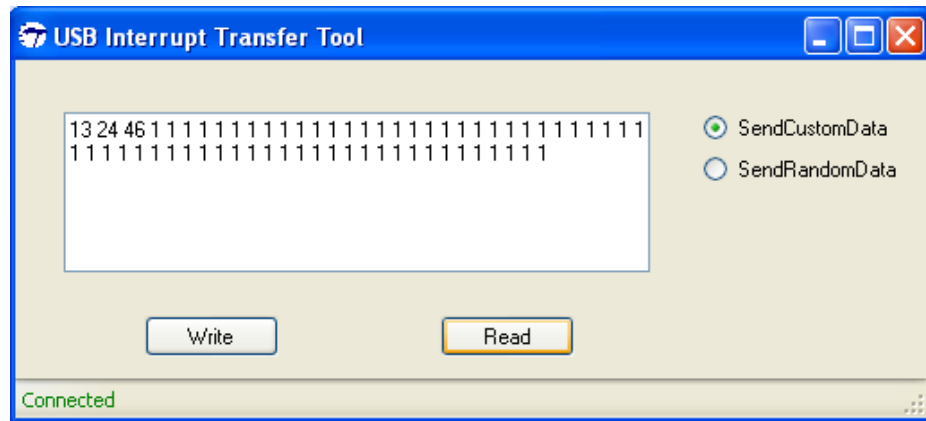 USB Interrupt Transfer Tool
13 24 46 1 1 1 1 1 1 1 1 1 1 1 1 1 1 1 1 1 1 1 1 1 1 1 1 1 1 1 1 1 1 1
1 1 1 1 1 1 1 1 1 1 1 1 1 1 1 1 1 1 1 1 1 1 1 1 1 1 1 1 1 1
SendCustomData
SendRandomData
Write
Read
Connected